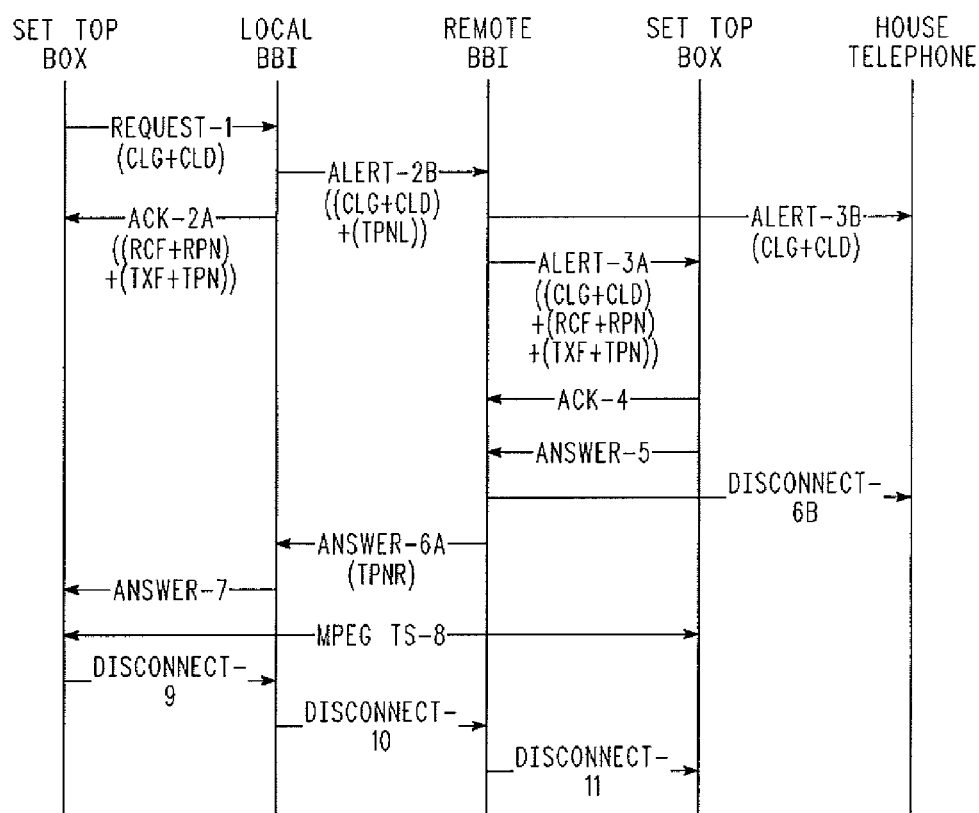 SET TOP BOX
LOCAL BBI
REMOTE BBI
SET TOP BOX
HOUSE TELEPHONE
REQUEST-1
(CLG+CLD)
ALERT-2B
((CLG+CLD)
+(TPNL))
ACK-2A
((RCF+RPN)
+(TXF+TPN))
ALERT-3B
(CLG+CLD)
ALERT-3A
((CLG+CLD)
+(RCF+RPN)
+(TXF+TPN))
ACK-4
ANSWER-5
DISCONNECT-
6B
ANSWER-6A
(TPNR)
ANSWER-7
MPEG TS-8
DISCONNECT-
9
DISCONNECT-
10
DISCONNECT-
11